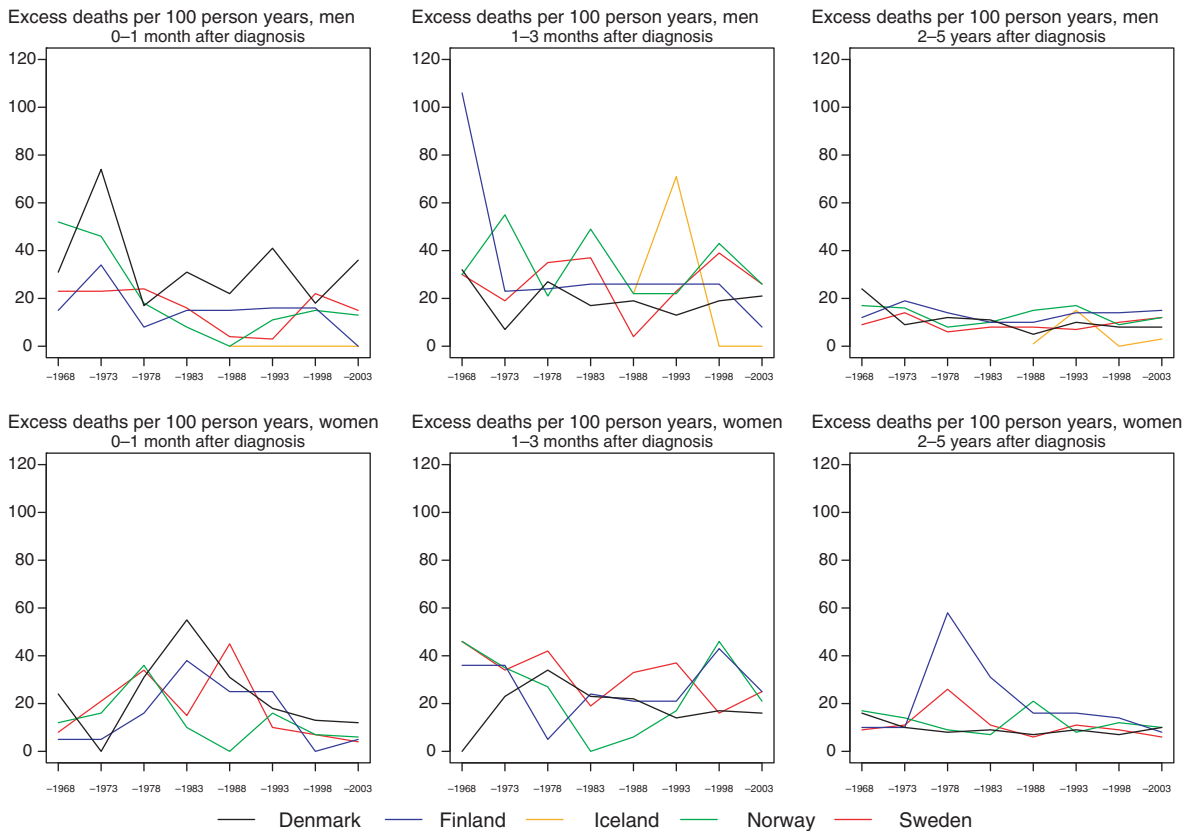 Excess deaths per 100 person years, men
0–1 month after diagnosis
120
100
80
60
40
20
0
–1968 –1973 –1978 –1983 –1988 –1993 –1998 –2003
Excess deaths per 100 person years, men
1–3 months after diagnosis
120
100
80
60
40
20
0
–1968 –1973 –1978 –1983 –1988 –1993 –1998 –2003
Excess deaths per 100 person years, men
2–5 years after diagnosis
120
100
80
60
40
20
0
–1968 –1973 –1978 –1983 –1988 –1993 –1998 –2003
Excess deaths per 100 person years, women
0–1 month after diagnosis
120
100
80
60
40
20
0
–1968 –1973 –1978 –1983 –1988 –1993 –1998 –2003
Excess deaths per 100 person years, women
1–3 months after diagnosis
120
100
80
60
40
20
0
–1968 –1973 –1978 –1983 –1988 –1993 –1998 –2003
Excess deaths per 100 person years, women
2–5 years after diagnosis
120
100
80
60
40
20
0
–1968 –1973 –1978 –1983 –1988 –1993 –1998 –2003
Denmark Finland Iceland Norway Sweden